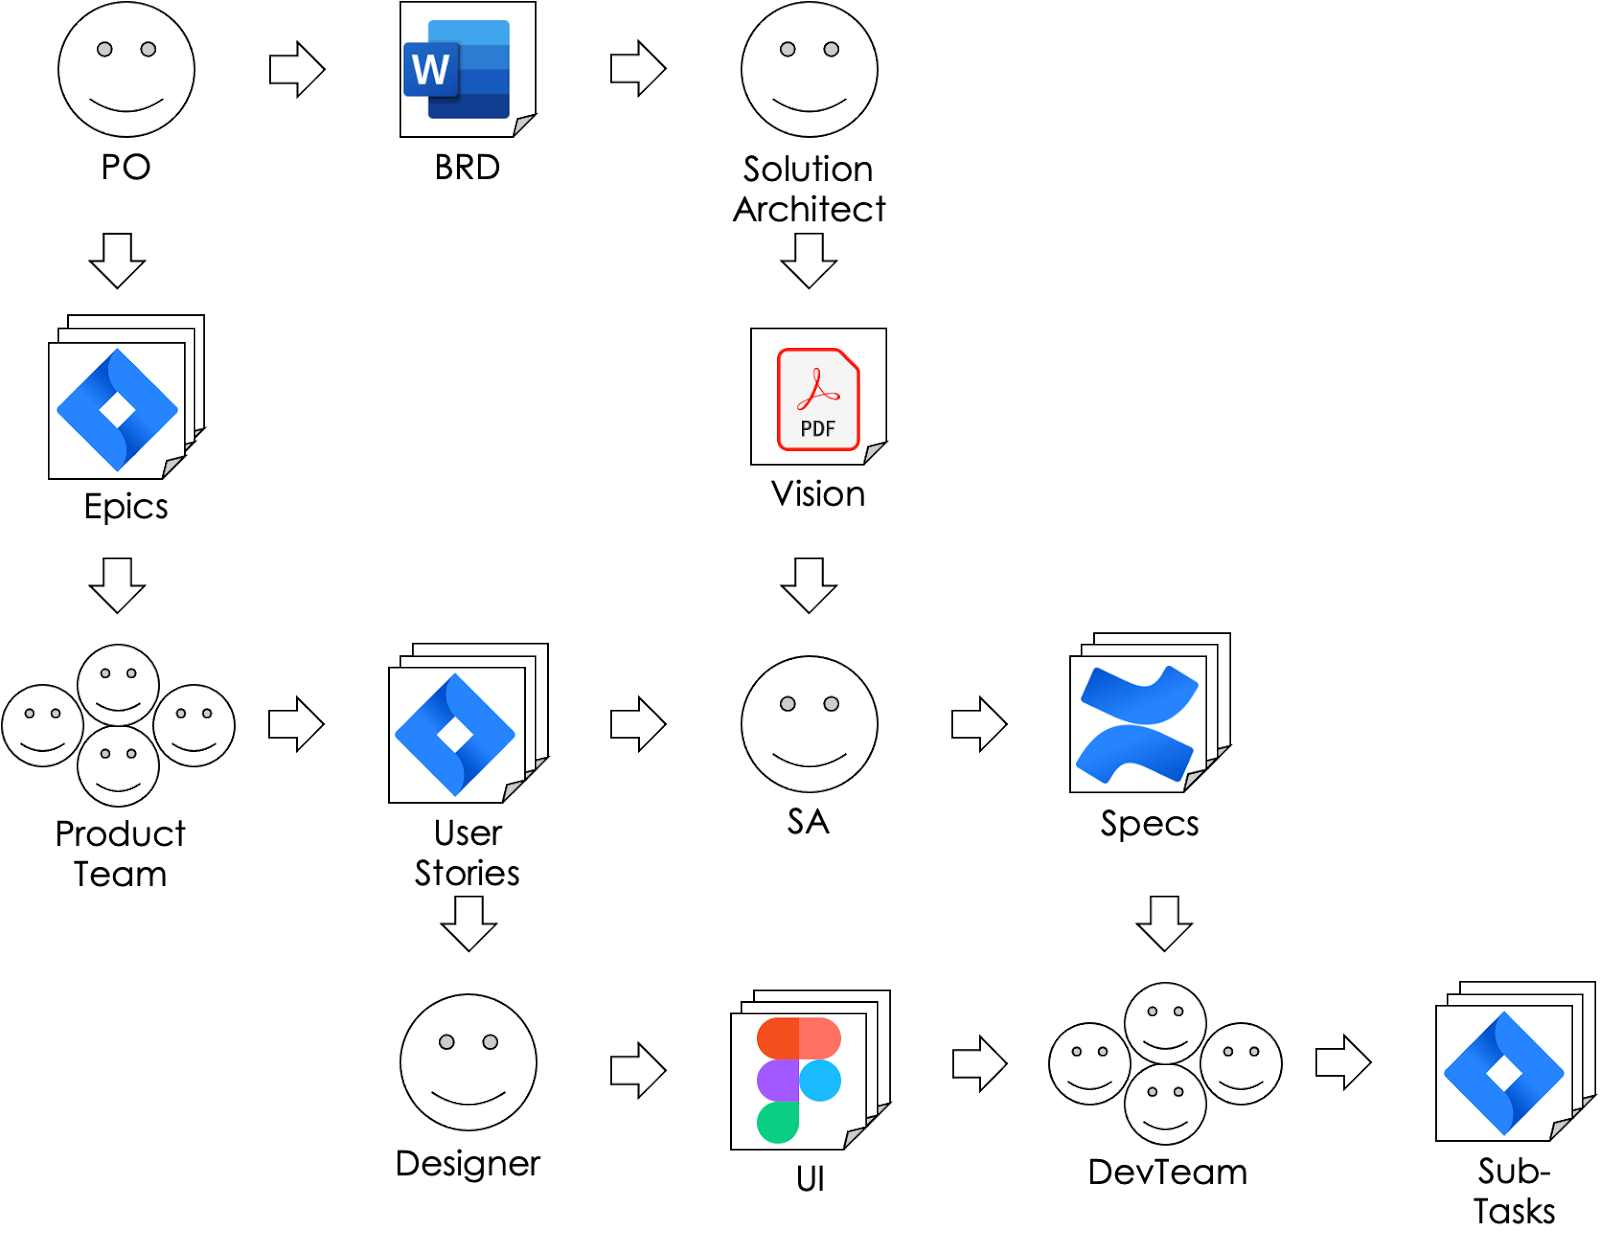 W
PO
BRD
Solution
Architect
PDF
Epics
Vision
Product
Team
User
Stories
SA
Specs
Designer
UI
DevTeam
Sub-
Tasks